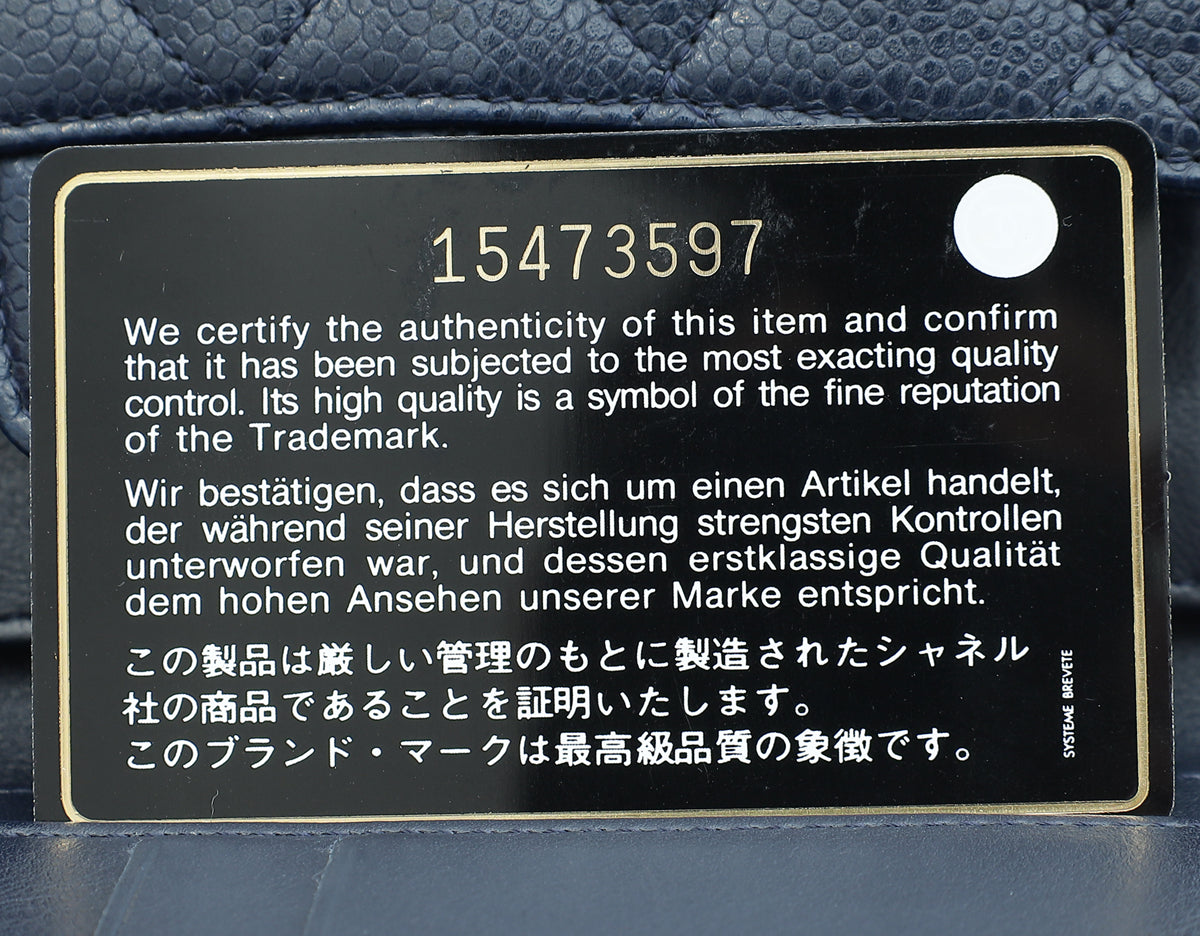 15473597
We certify the authenticity of this item and confirm
that it has been subjected to the most exacting quality
control. Its high quality is a symbol of the fine reputation
of the Trademark.
Wir bestätigen, dass es sich um einen Artikel handelt,
der während seiner Herstellung strengsten Kontrollen
unterworfen war, und dessen erstklassige Qualität
dem hohen Ansehen unserer Marke entspricht.
この製品は厳しい管理のもとに製造されたシャネル
社の商品であることを証明いたします。
このブランド・マークは最高級品質の象徴です。
SYSTEME BREVETE